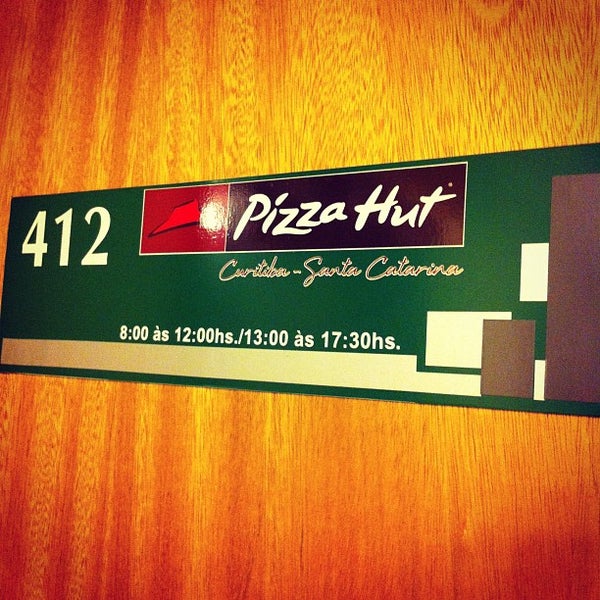 412
Pizza Hut
Curitiba - Santa Catarina
8:00 às 12:00hs./13:00 às 17:30hs.